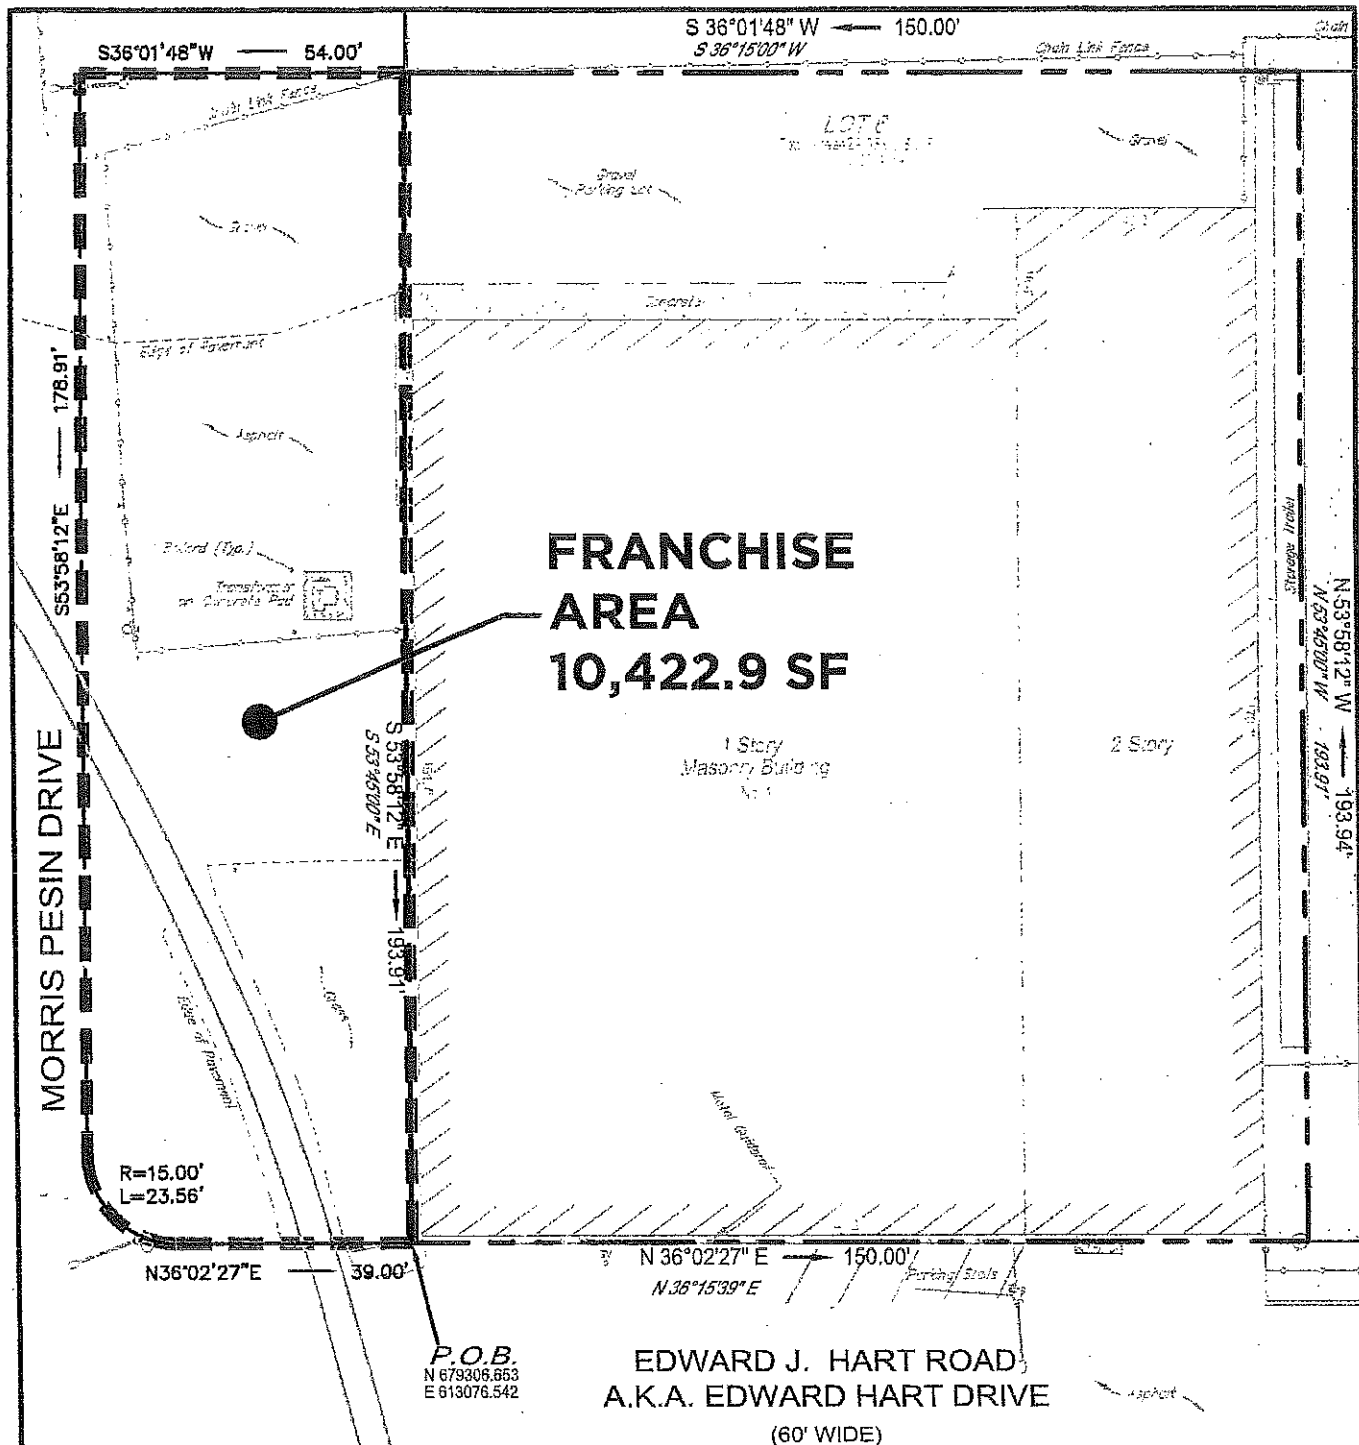 S 36°01'48" W 150.00'
S 36°15'00" W
S36°01'48"W 54.00'
Chain Link Fence
Chain
Chain Link Fence
LOT 8
Gravel
Gravel
Parking Lot
Gravel
Concrete
Edge of Pavement
178.91'
S53°58'12"E
Asphalt
Bollard (Typ.)
Transformer
on Concrete Pad
FRANCHISE
AREA
10,422.9 SF
Storage Trailer
N 53°58'12" W 193.94'
N 53°45'00" W 193.91'
S 53°58'12" E 193.91'
S 53°45'00" E
1 Story
Masonry Building
2 Story
MORRIS PESIN DRIVE
Edge of Pavement
Metal Guiderail
R=15.00'
L=23.56'
N36°02'27"E 39.00'
N 36°02'27" E 150.00'
N 36°15'39" E
Parking Stalls
P.O.B.
N 679306.653
E 613076.542
EDWARD J. HART ROAD
A.K.A. EDWARD HART DRIVE
(60' WIDE)
Asphalt